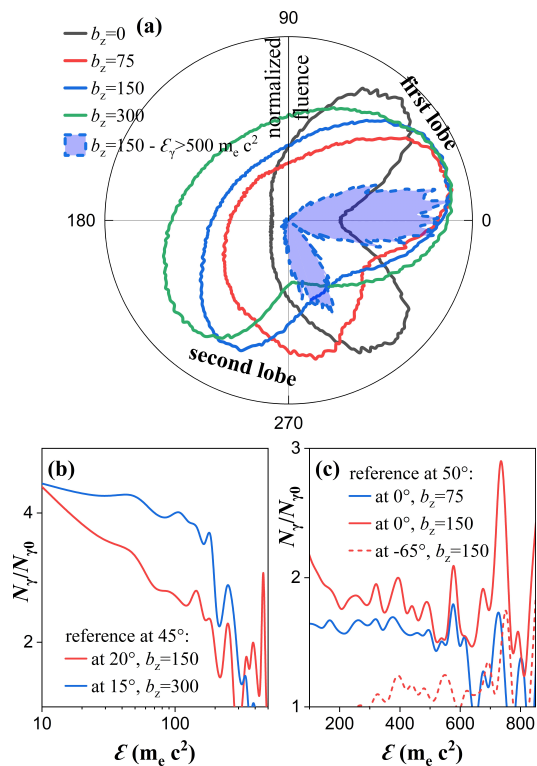 90
(a)
b_z=0
b_z=75
b_z=150
b_z=300
b_z=150 - ℰ_γ>500 m_e c²
normalized
fluence
first lobe
180
0
second lobe
270
(b)
N_γ/N_γ0
4
2
reference at 45°:
at 20°, b_z=150
at 15°, b_z=300
10
100
ℰ (m_e c²)
(c)
N_γ/N_γ0
3
2
1
reference at 50°:
at 0°, b_z=75
at 0°, b_z=150
at -65°, b_z=150
200
400
600
800
ℰ (m_e c²)